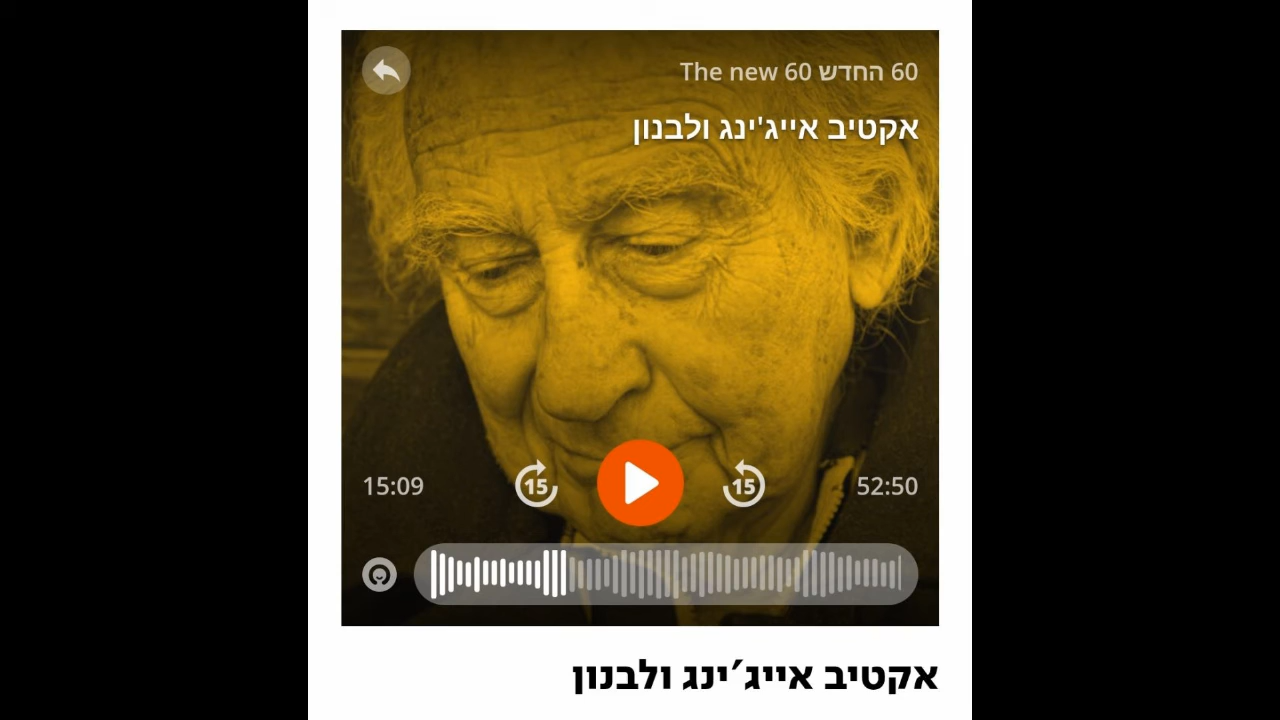 60 החדש The new 60
אקטיב אייג'ינג ולבנון
15:09 15 15 52:50
אקטיב אייג׳ינג ולבנון